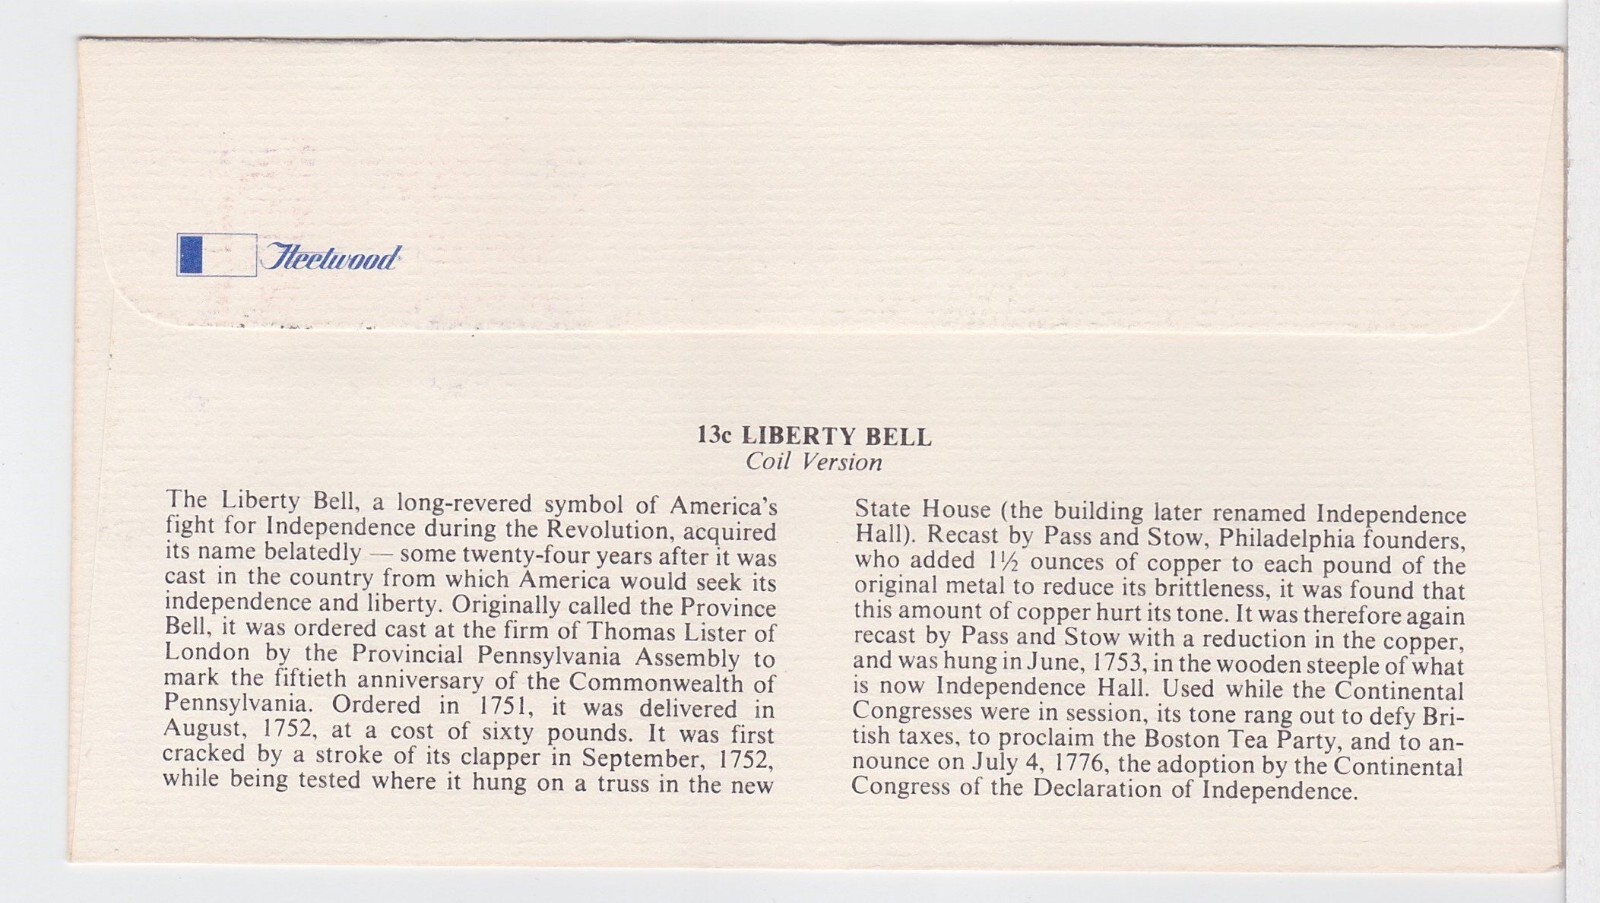 Fleetwood
13c LIBERTY BELL
Coil Version
The Liberty Bell, a long-revered symbol of America's
fight for Independence during the Revolution, acquired
its name belatedly — some twenty-four years after it was
cast in the country from which America would seek its
independence and liberty. Originally called the Province
Bell, it was ordered cast at the firm of Thomas Lister of
London by the Provincial Pennsylvania Assembly to
mark the fiftieth anniversary of the Commonwealth of
Pennsylvania. Ordered in 1751, it was delivered in
August, 1752, at a cost of sixty pounds. It was first
cracked by a stroke of its clapper in September, 1752,
while being tested where it hung on a truss in the new
State House (the building later renamed Independence
Hall). Recast by Pass and Stow, Philadelphia founders,
who added 1½ ounces of copper to each pound of the
original metal to reduce its brittleness, it was found that
this amount of copper hurt its tone. It was therefore again
recast by Pass and Stow with a reduction in the copper,
and was hung in June, 1753, in the wooden steeple of what
is now Independence Hall. Used while the Continental
Congresses were in session, its tone rang out to defy Bri-
tish taxes, to proclaim the Boston Tea Party, and to an-
nounce on July 4, 1776, the adoption by the Continental
Congress of the Declaration of Independence.